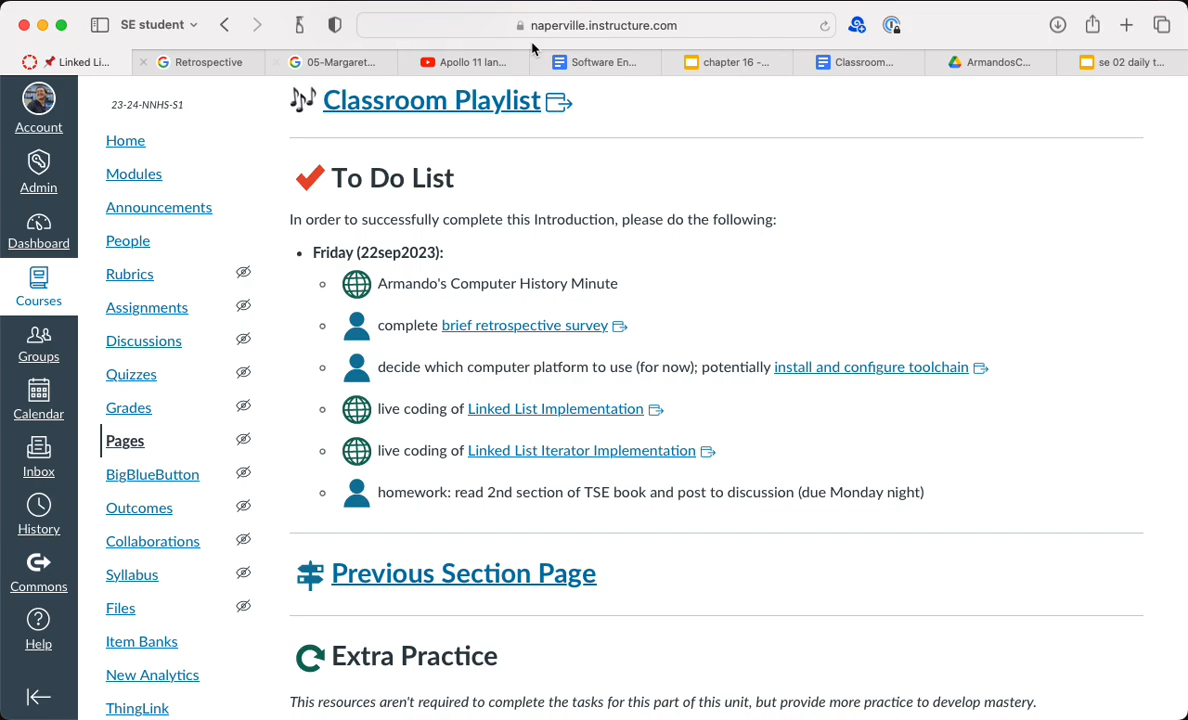 SE student
naperville.instructure.com
Linked Li...
Retrospective
05-Margaret...
Apollo 11 lan...
Software En...
chapter 16 -...
Classroom...
ArmandosC...
se 02 daily t...
Account
Admin
Dashboard
Courses
Groups
Calendar
Inbox
History
Commons
Help
23-24-NNHS-S1
Home
Modules
Announcements
People
Rubrics
Assignments
Discussions
Quizzes
Grades
Pages
BigBlueButton
Outcomes
Collaborations
Syllabus
Files
Item Banks
New Analytics
ThingLink
Classroom Playlist
To Do List
In order to successfully complete this Introduction, please do the following:
Friday (22sep2023):
Armando's Computer History Minute
complete brief retrospective survey
decide which computer platform to use (for now); potentially install and configure toolchain
live coding of Linked List Implementation
live coding of Linked List Iterator Implementation
homework: read 2nd section of TSE book and post to discussion (due Monday night)
Previous Section Page
Extra Practice
This resources aren't required to complete the tasks for this part of this unit, but provide more practice to develop mastery.